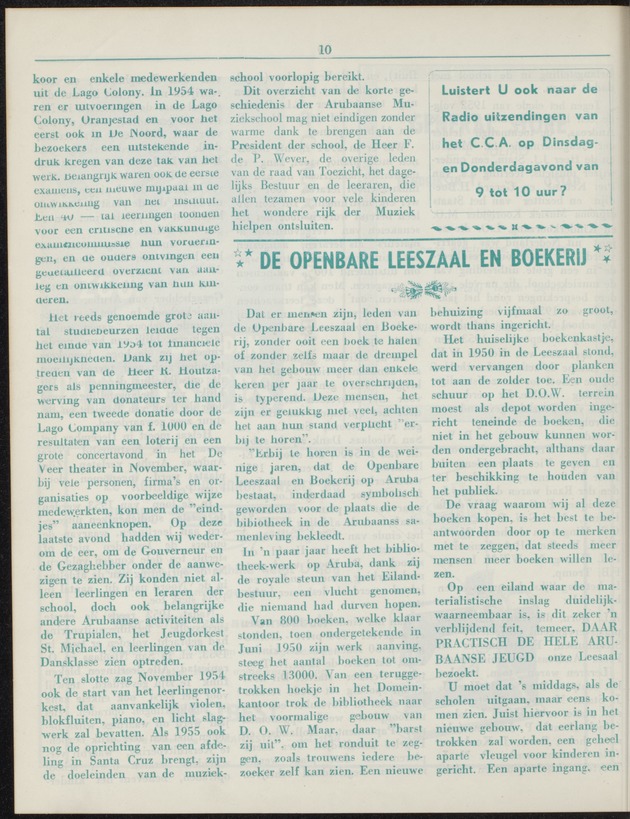 10
koor en enkele medewerkenden
uit de Lago Colony. In 1954 wa-
ren er uitvoeringen in de Lago
Colony, Oranjestad en voor het
eerst ook in De Noord, waar de
bezoekers een uitstekende in-
druk kregen van deze tak van het
werk. Belangrijk waren ook de eerste
examens, een nieuwe mijlpaal in de
ontwikkeling van het instituut.
Een 40 — tal leerlingen toonden
voor een critische en vakkundige
examencommissie hun vorderin-
gen, en de ouders ontvingen een
gedetailleerd overzicht van aan-
leg en ontwikkeling van hun kin-
deren.
Het reeds genoemde grote aan-
tal studiebeurzen leidde tegen
het einde van 1954 tot financiele
moeilijkheden. Dank zij het op-
treden van de Heer R. Houtza-
gers als penningmeester, die de
werving van donateurs ter hand
nam, een tweede donatie door de
Lago Company van f. 1000 en de
resultaten van een loterij en een
grote concertavond in het De
Veer theater in November, waar-
bij vele personen, firma's en or-
ganisaties op voorbeeldige wijze
medewerkten, kon men de "eind-
jes" aaneenknopen. Op deze
laatste avond hadden wij weder-
om de eer, om de Gouverneur en
de Gezaghebber onder de aanwe-
zigen te zien. Zij konden niet al-
leen leerlingen en leraren der
school, doch ook belangrijke
andere Arubaanse activiteiten als
de Trupialen, het Jeugdorkest
St. Michael, en leerlingen van de
Dansklasse zien optreden.
Ten slotte zag November 1954
ook de start van het leerlingenor-
kest, dat aanvankelijk violen,
blokfluiten, piano, en licht slag-
werk zal bevatten. Als 1955 ook
nog de oprichting van een afde-
ling in Santa Cruz brengt, zijn
de doeleinden van de muziek-
school voorlopig bereikt.
Dit overzicht van de korte ge-
schiedenis der Arubaanse Mu-
ziekschool mag niet eindigen zonder
warme dank te brengen aan de
President der school, de Heer F.
de P. Wever, de overige leden
van de raad van Toezicht, het dage-
lijks Bestuur en de leeraren, die
allen tezamen voor vele kinderen
het wondere rijk der Muziek
hielpen ontsluiten.
Luistert U ook naar de
Radio uitzendingen van
het C.C.A. op Dinsdag-
en Donderdagavond van
9 tot 10 uur?
DE OPENBARE LEESZAAL EN BOEKERIJ
Dat er mensen zijn, leden van
de Openbare Leeszaal en Boeke-
rij, zonder ooit een boek te halen
of zonder zelfs maar de drempel
van het gebouw meer dan enkele
keren per jaar te overschrijden,
is typerend. Deze mensen, het
zijn er gelukkig niet veel, achten
het aan hun stand verplicht "er-
bij te horen".
"Erbij te horen is in de wei-
nige jaren, dat de Openbare
Leeszaal en Boekerij op Aruba
bestaat, inderdaad symbolisch
geworden voor de plaats die de
bibiotheek in de Arubaanss sa-
menleving bekleedt.
In 'n paar jaar heeft het biblio-
theek-werk op Aruba, dank zij
de royale steun van het Eiland-
bestuur, een vlucht genomen,
die niemand had durven hopen.
Van 800 boeken, welke klaar
stonden, toen ondergetekende in
Juni 1950 zijn werk aanving,
steeg het aantal boeken tot om-
streeks 13000. Van een terugge-
trokken hoekje in het Domein-
kantoor trok de bibliotheek naar
het voormalige gebouw van
D. O. W. Maar, daar "barst
zij uit", om het ronduit te zeg-
gen, zoals trouwens iedere be-
zoeker zelf kan zien. Een nieuwe
behuizing vijfmaal zo groot,
wordt thans ingericht.
Het huiselijke boekenkastje,
dat in 1950 in de Leeszaal stond,
werd vervangen door planken
tot aan de zolder toe. Een oude
schuur op het D.O.W. terrein
moest als depot worden inge-
richt teneinde de boeken, die
niet in het gebouw kunnen wor-
den ondergebracht, althans daar
buiten een plaats te geven en
ter beschikking te houden van
het publiek.
De vraag waarom wij al deze
boeken kopen, is het best te be-
antwoorden door op te merken
met te zeggen, dat steeds meer
mensen meer boeken willen le-
zen.
Op een eiland waar de ma-
terialistische inslag duidelijk-
waarneembaar is, is dit zeker 'n
verblijdend feit, temeer, DAAR
PRACTISCH DE HELE ARU-
BAANSE JEUGD onze Leesaal
bezoekt.
U moet dat 's middags, als de
scholen uitgaan, maar eens ko-
men zien. Juist hiervoor is in het
nieuwe gebouw, dat eerlang be-
trokken zal worden, een geheel
aparte vleugel voor kinderen in-
gericht. Een aparte ingang, een